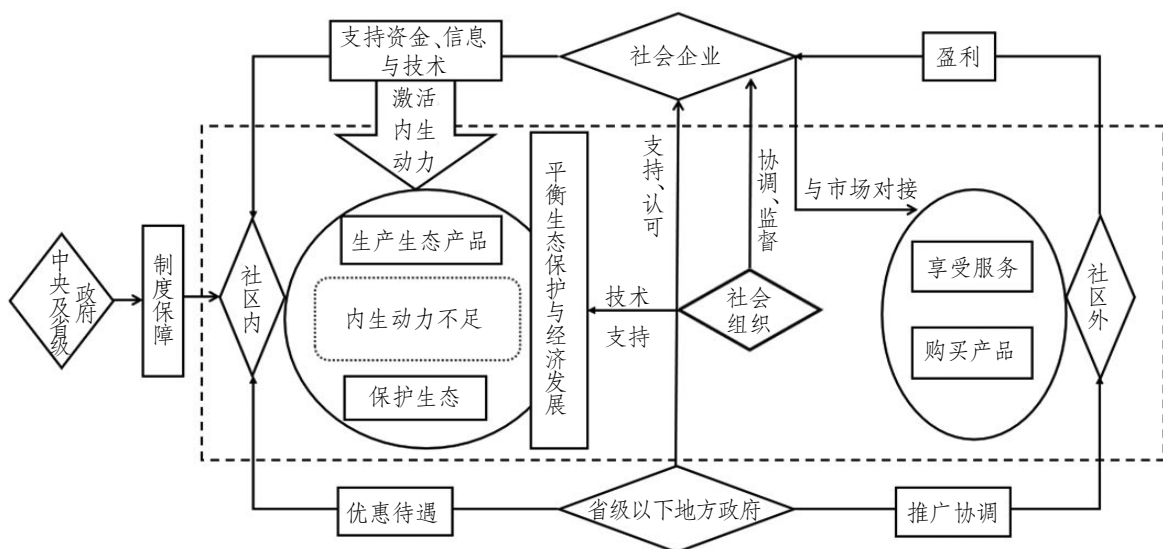 支持资金、信息
与技术
社会企业
盈利
激活
内生
动力
支持、认可
协调、监督
与市场对接
平衡生态保护与经济发展
生产生态产品
内生动力不足
保护生态
中央及省级
政府
制度保障
社区内
技术
支持
社会
组织
享受服务
购买产品
社区外
优惠待遇
省级以下地方政府
推广协调